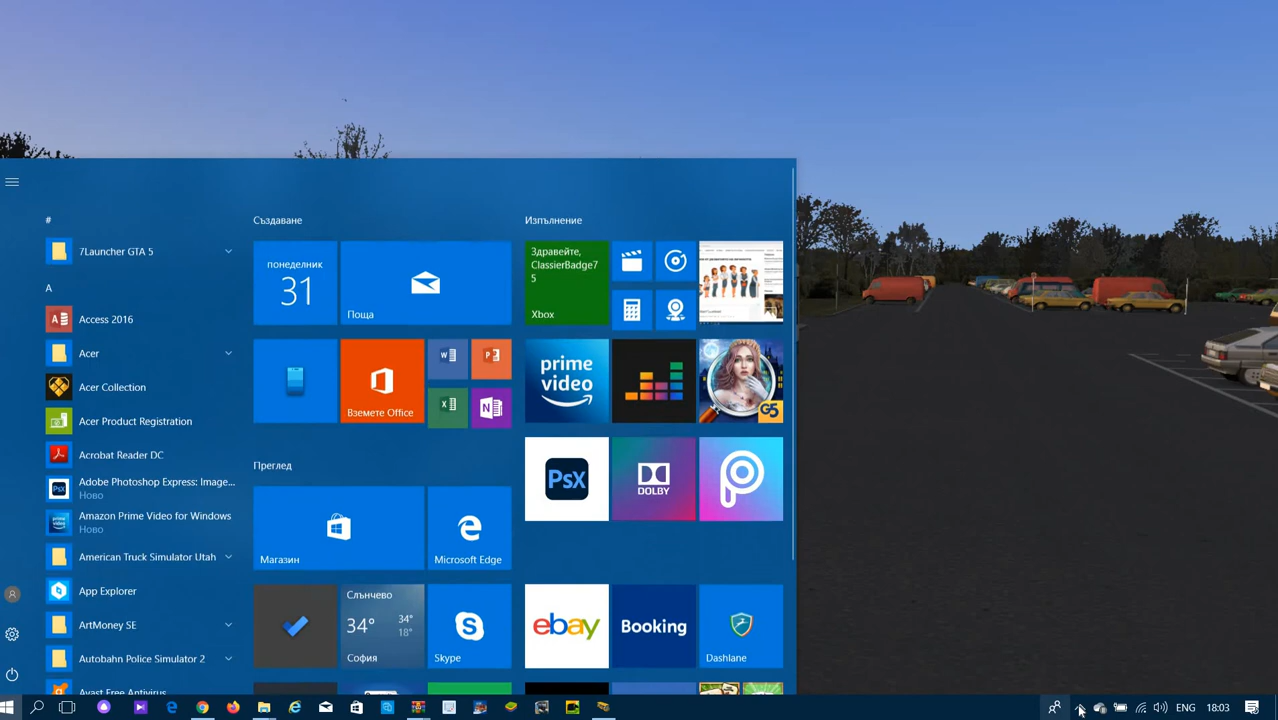 #
7Launcher GTA 5
A
Access 2016
Acer
Acer Collection
Acer Product Registration
Acrobat Reader DC
Adobe Photoshop Express: Image...
Ново
Amazon Prime Video for Windows
Ново
American Truck Simulator Utah
App Explorer
ArtMoney SE
Autobahn Police Simulator 2
Avast Free Antivirus
Създаване
понеделник
31
Поща
Вземете Office
Преглед
Магазин
Microsoft Edge
Слънчево
34°
34°
18°
София
Skype
Изпълнение
Здравейте,
ClassierBadge7
5
Xbox
prime
video
G5
PsX
DOLBY
ebay
Booking
Dashlane
ENG
18:03